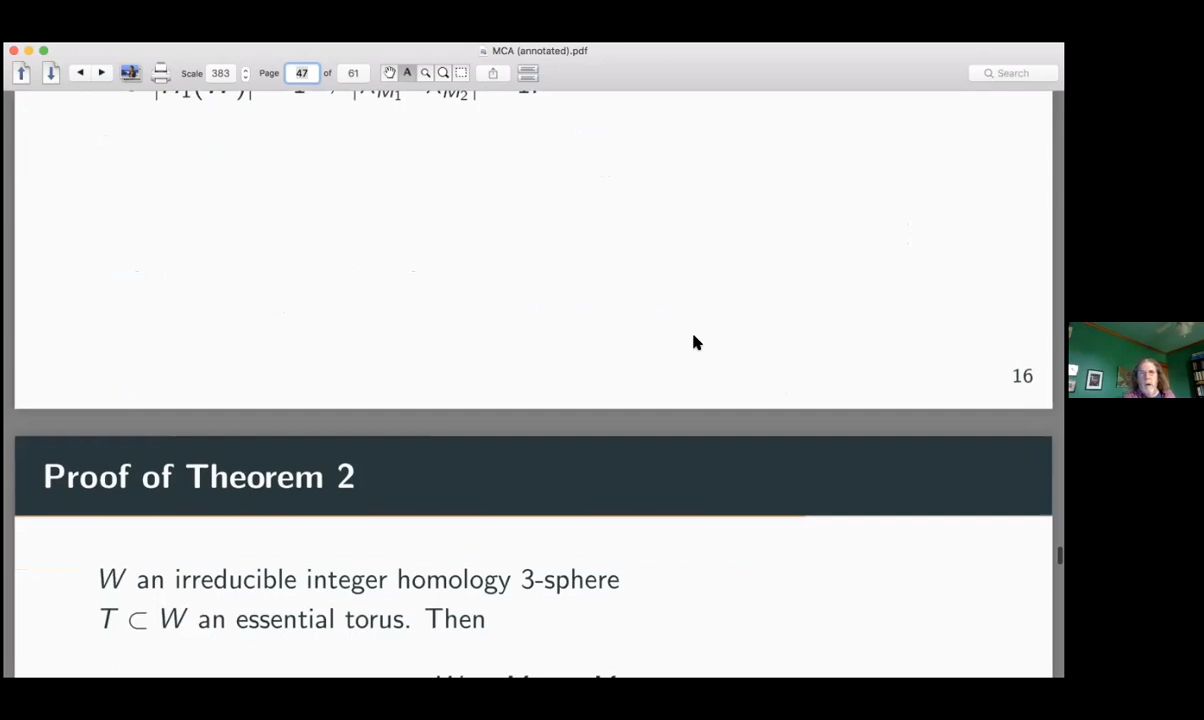 MCA (annotated).pdf
Scale 383 Page 47 of 61 Search
16
Proof of Theorem 2
W an irreducible integer homology 3-sphere
T ⊂ W an essential torus. Then